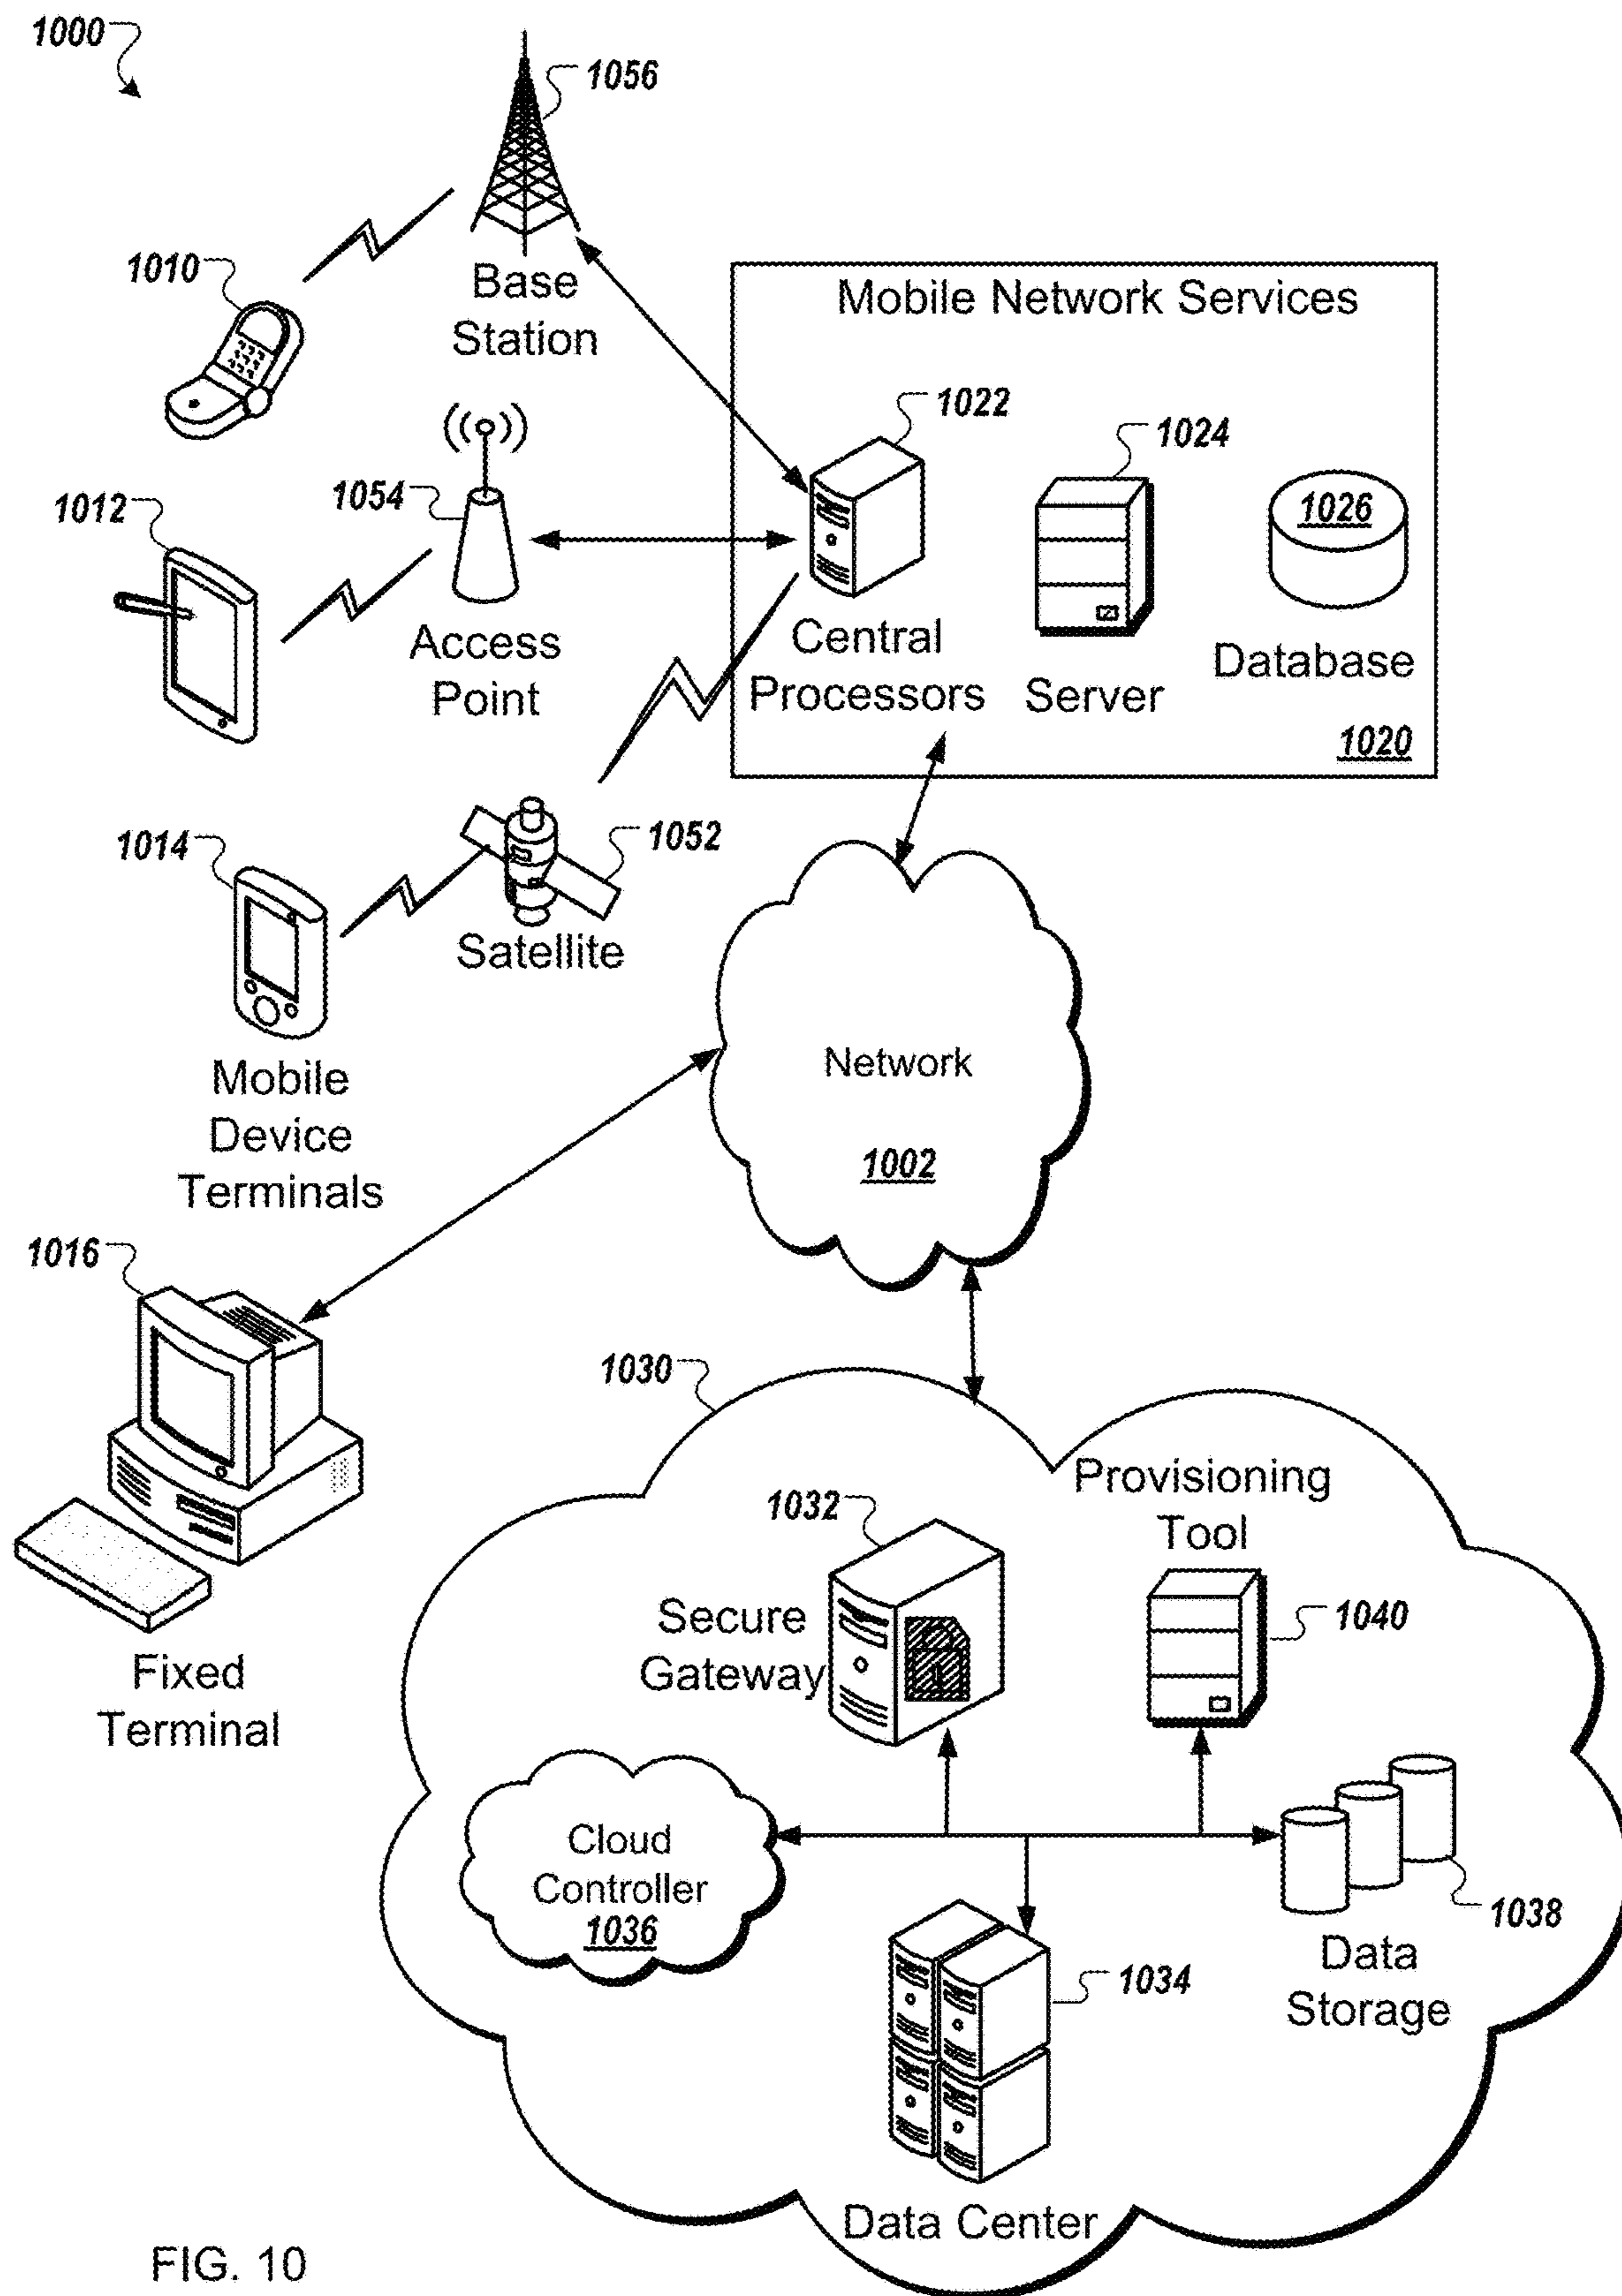 1000
1056
Base
Station
1010
Mobile Network Services
1022
1024
1026
1054
1012
Access
Point
Central
Processors
Server
Database
1020
1014
1052
Satellite
Mobile
Device
Terminals
Network
1002
1016
Fixed
Terminal
1030
Provisioning
Tool
1032
Secure
Gateway
1040
Cloud
Controller
1036
1038
Data
Storage
1034
Data Center
FIG. 10